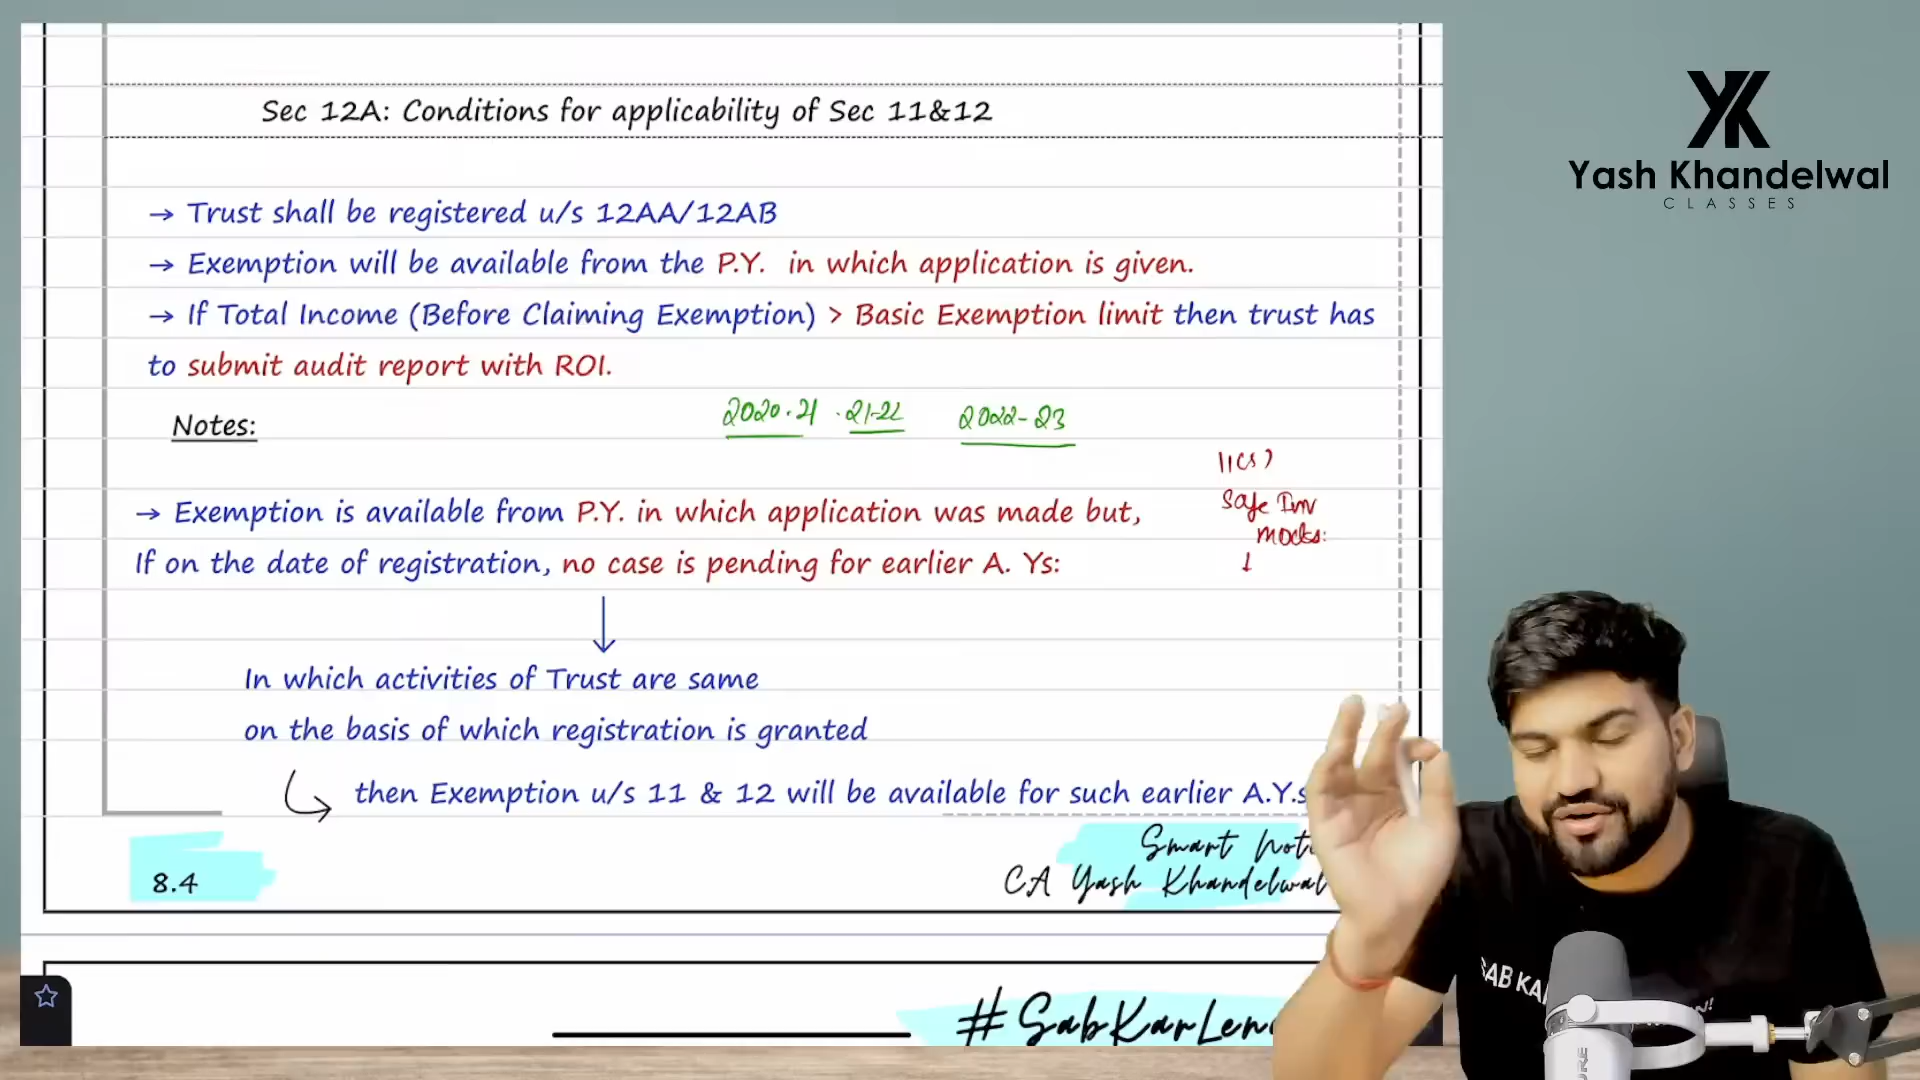 Sec 12A: Conditions for applicability of Sec 11&12
→ Trust shall be registered u/s 12AA/12AB
→ Exemption will be available from the P.Y. in which application is given.
→ If Total Income (Before Claiming Exemption) > Basic Exemption limit then trust has
to submit audit report with ROI.
Notes:
2020-21 21-22 2022-23
11(5)
Safe Inv
modes:
→ Exemption is available from P.Y. in which application was made but,
If on the date of registration, no case is pending for earlier A. Ys:
In which activities of Trust are same
on the basis of which registration is granted
then Exemption u/s 11 & 12 will be available for such earlier A.Y.s
Smart
CA Yash Khandelwal
8.4
#SabKar
YK
Yash Khandelwal
CLASSES
SAB